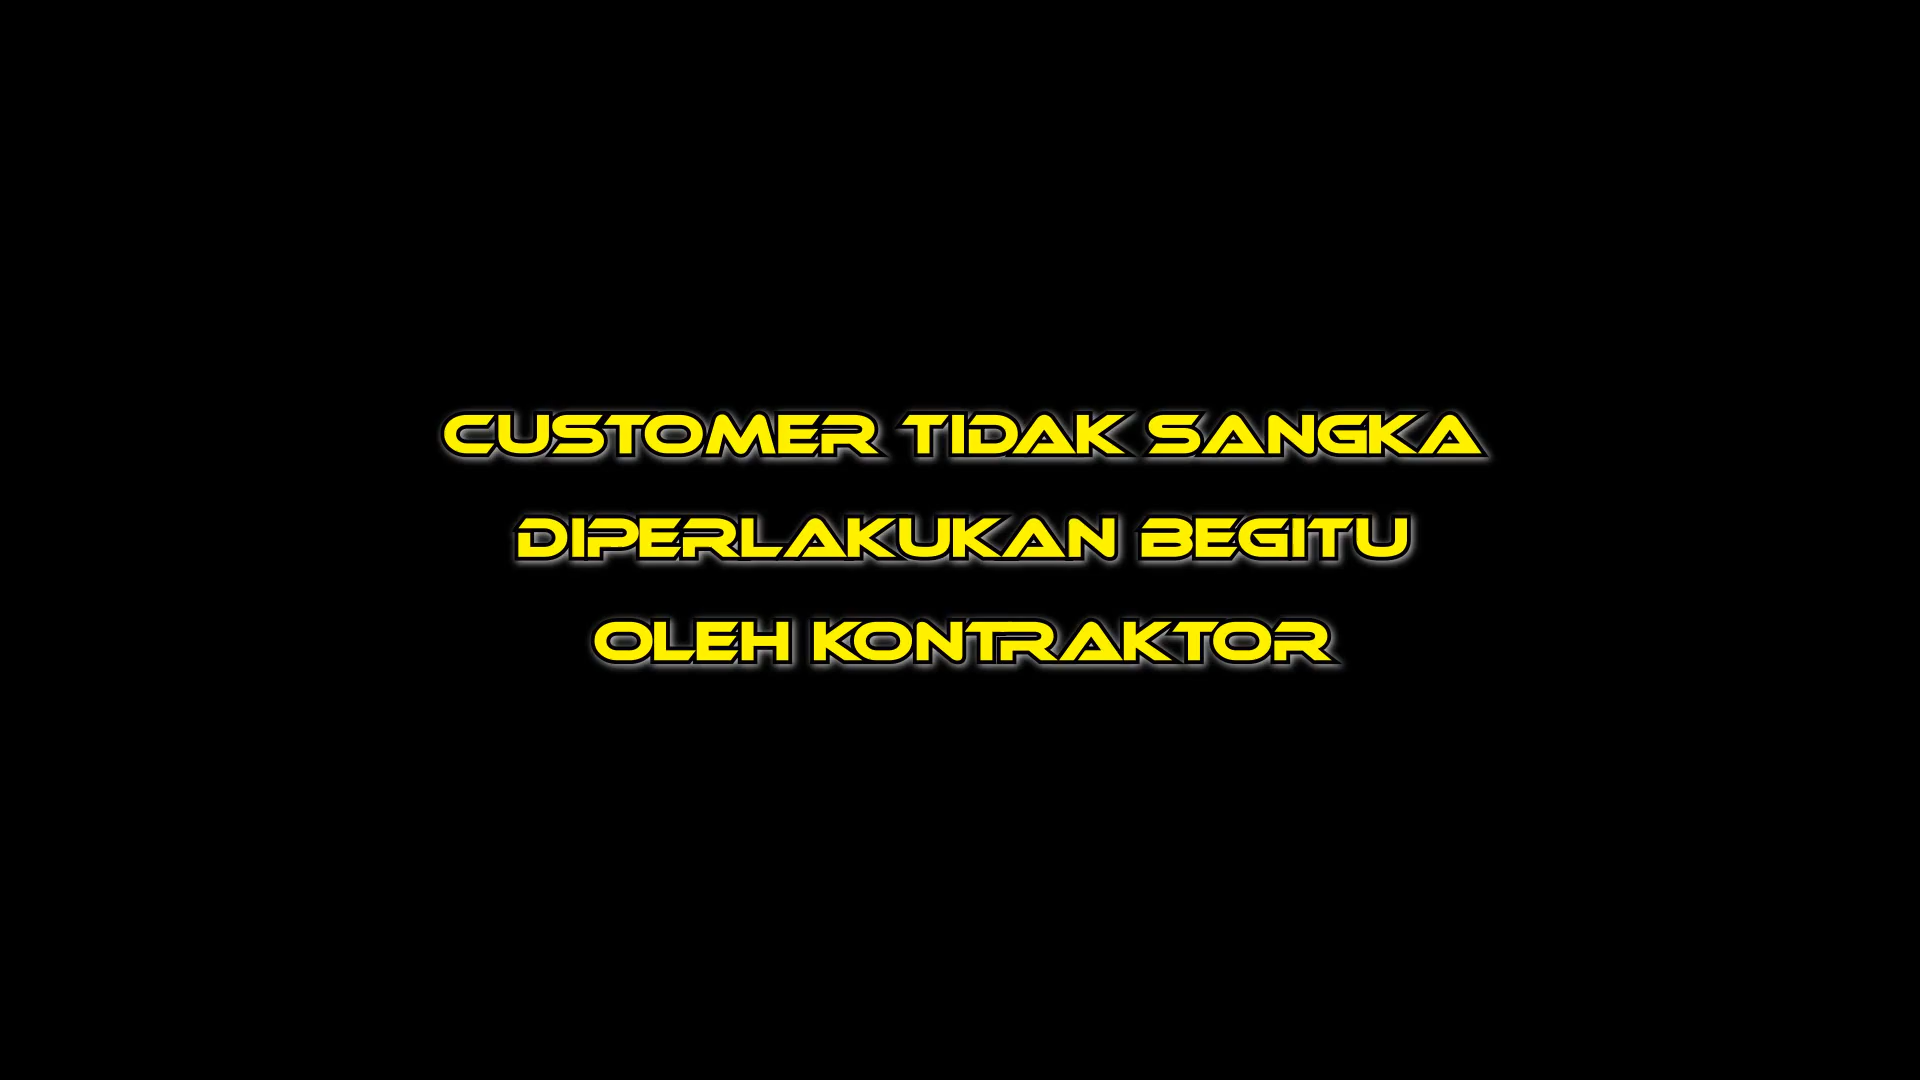 CUSTOMER TIDAK SANGKA
DIPERLAKUKAN BEGITU
OLEH KONTRAKTOR